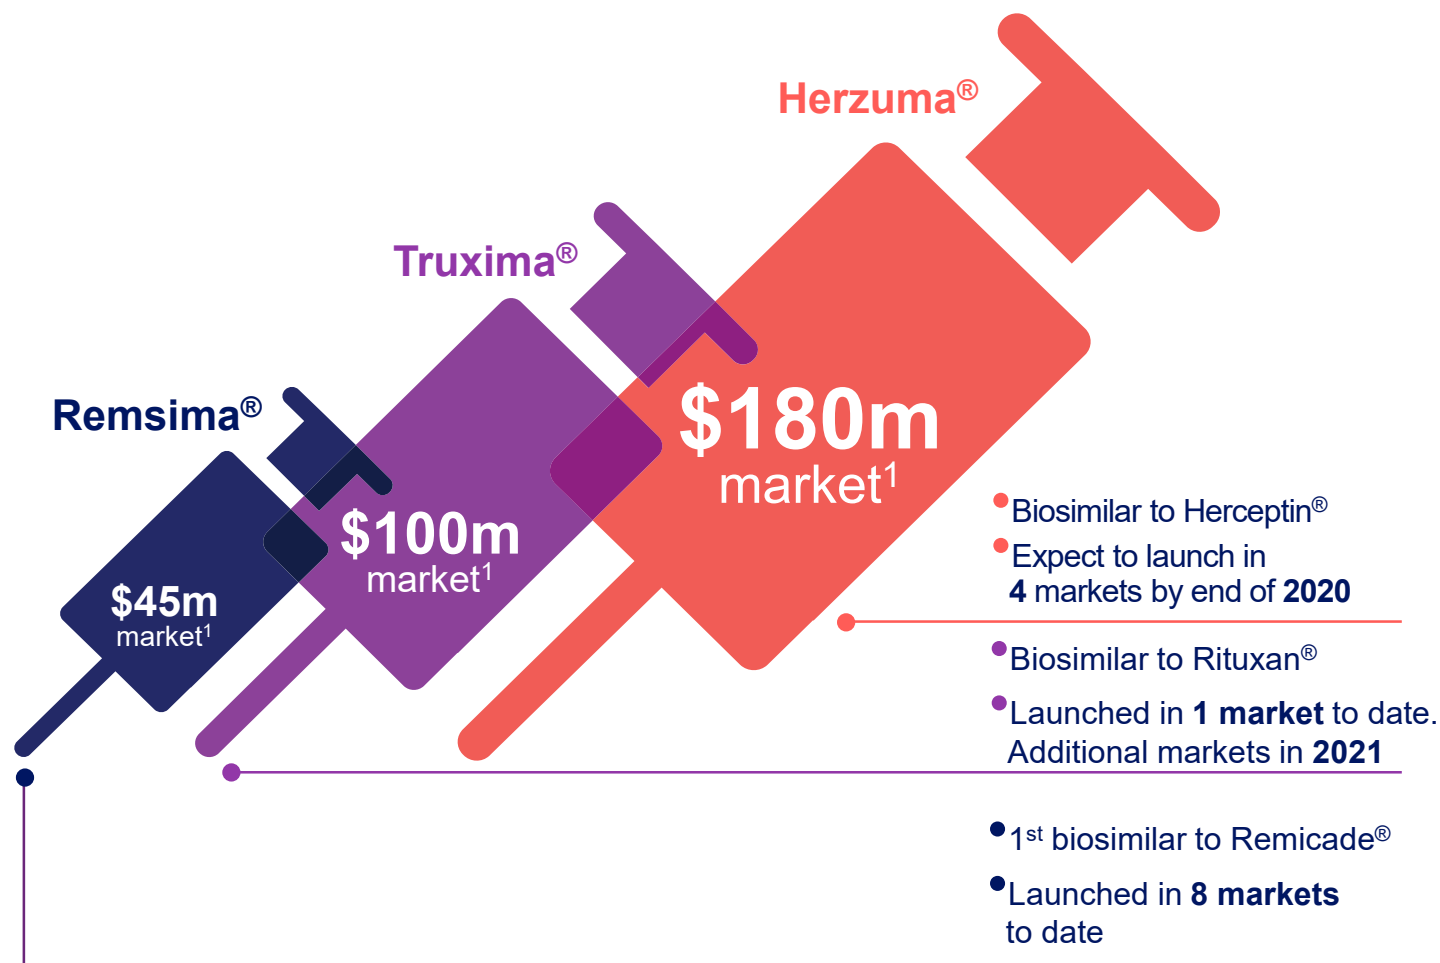 Herzuma®
Truxima®
Remsima®
$180m
market¹
$100m
market¹
$45m
market¹
Biosimilar to Herceptin®
Expect to launch in
4 markets by end of 2020
Biosimilar to Rituxan®
Launched in 1 market to date.
Additional markets in 2021
1st biosimilar to Remicade®
Launched in 8 markets
to date